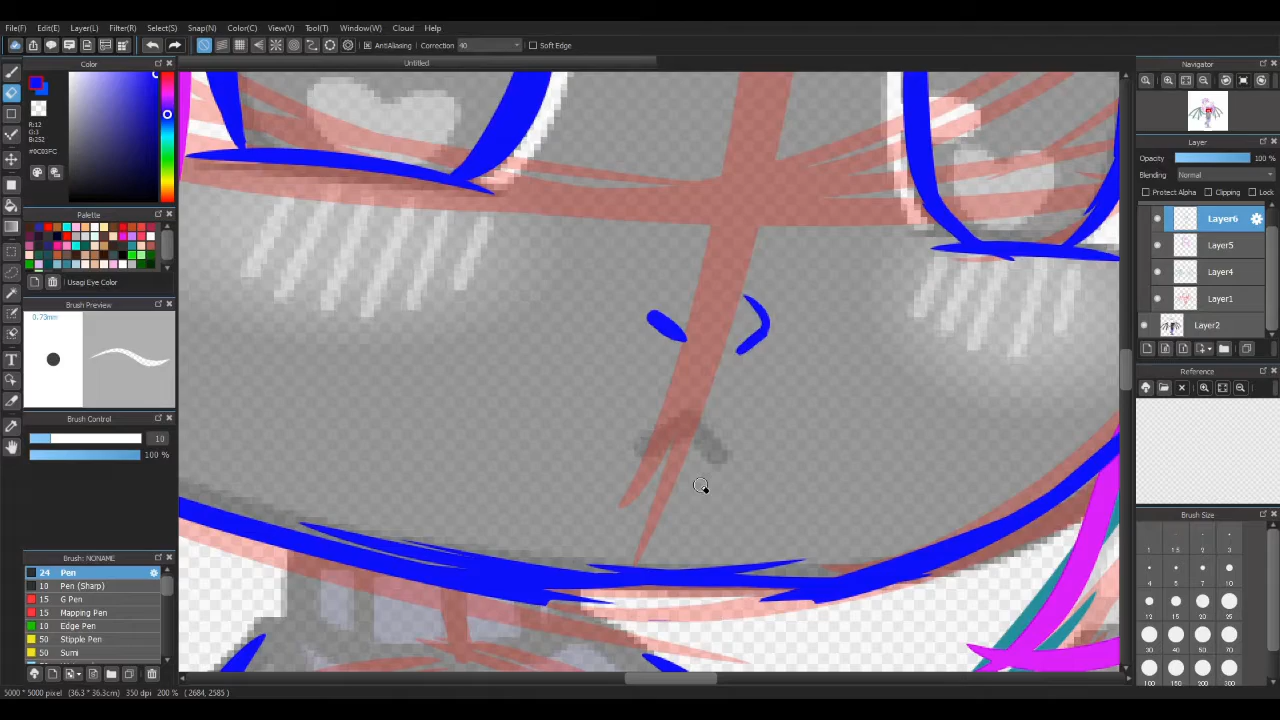 File(F) Edit(E) Layer(L) Filter(R) Select(S) Snap(N) Color(C) View(V) Tool(T) Window(W) Cloud Help
AntiAliasing Correction 40 Soft Edge
Color
Untitled
Navigator
R:12
G:3
B:252
#0C03FC
Layer
Opacity 100 %
Blending Normal
Protect Alpha Clipping Lock
Palette
Layer6
Layer5
Layer4
Layer1
Layer2
Usagi Eye Color
Brush Preview
0.73mm
Reference
Brush Control
10
100 %
Brush Size
1 1.5 2 3
4 5 7 10
12 15 20 25
30 40 50 70
100 150 200 300
Brush: NONAME
24 Pen
10 Pen (Sharp)
15 G Pen
15 Mapping Pen
10 Edge Pen
50 Stipple Pen
50 Sumi
5000 * 5000 pixel (36.3 * 36.3cm) 350 dpi 200 % ( 2684, 2585 )